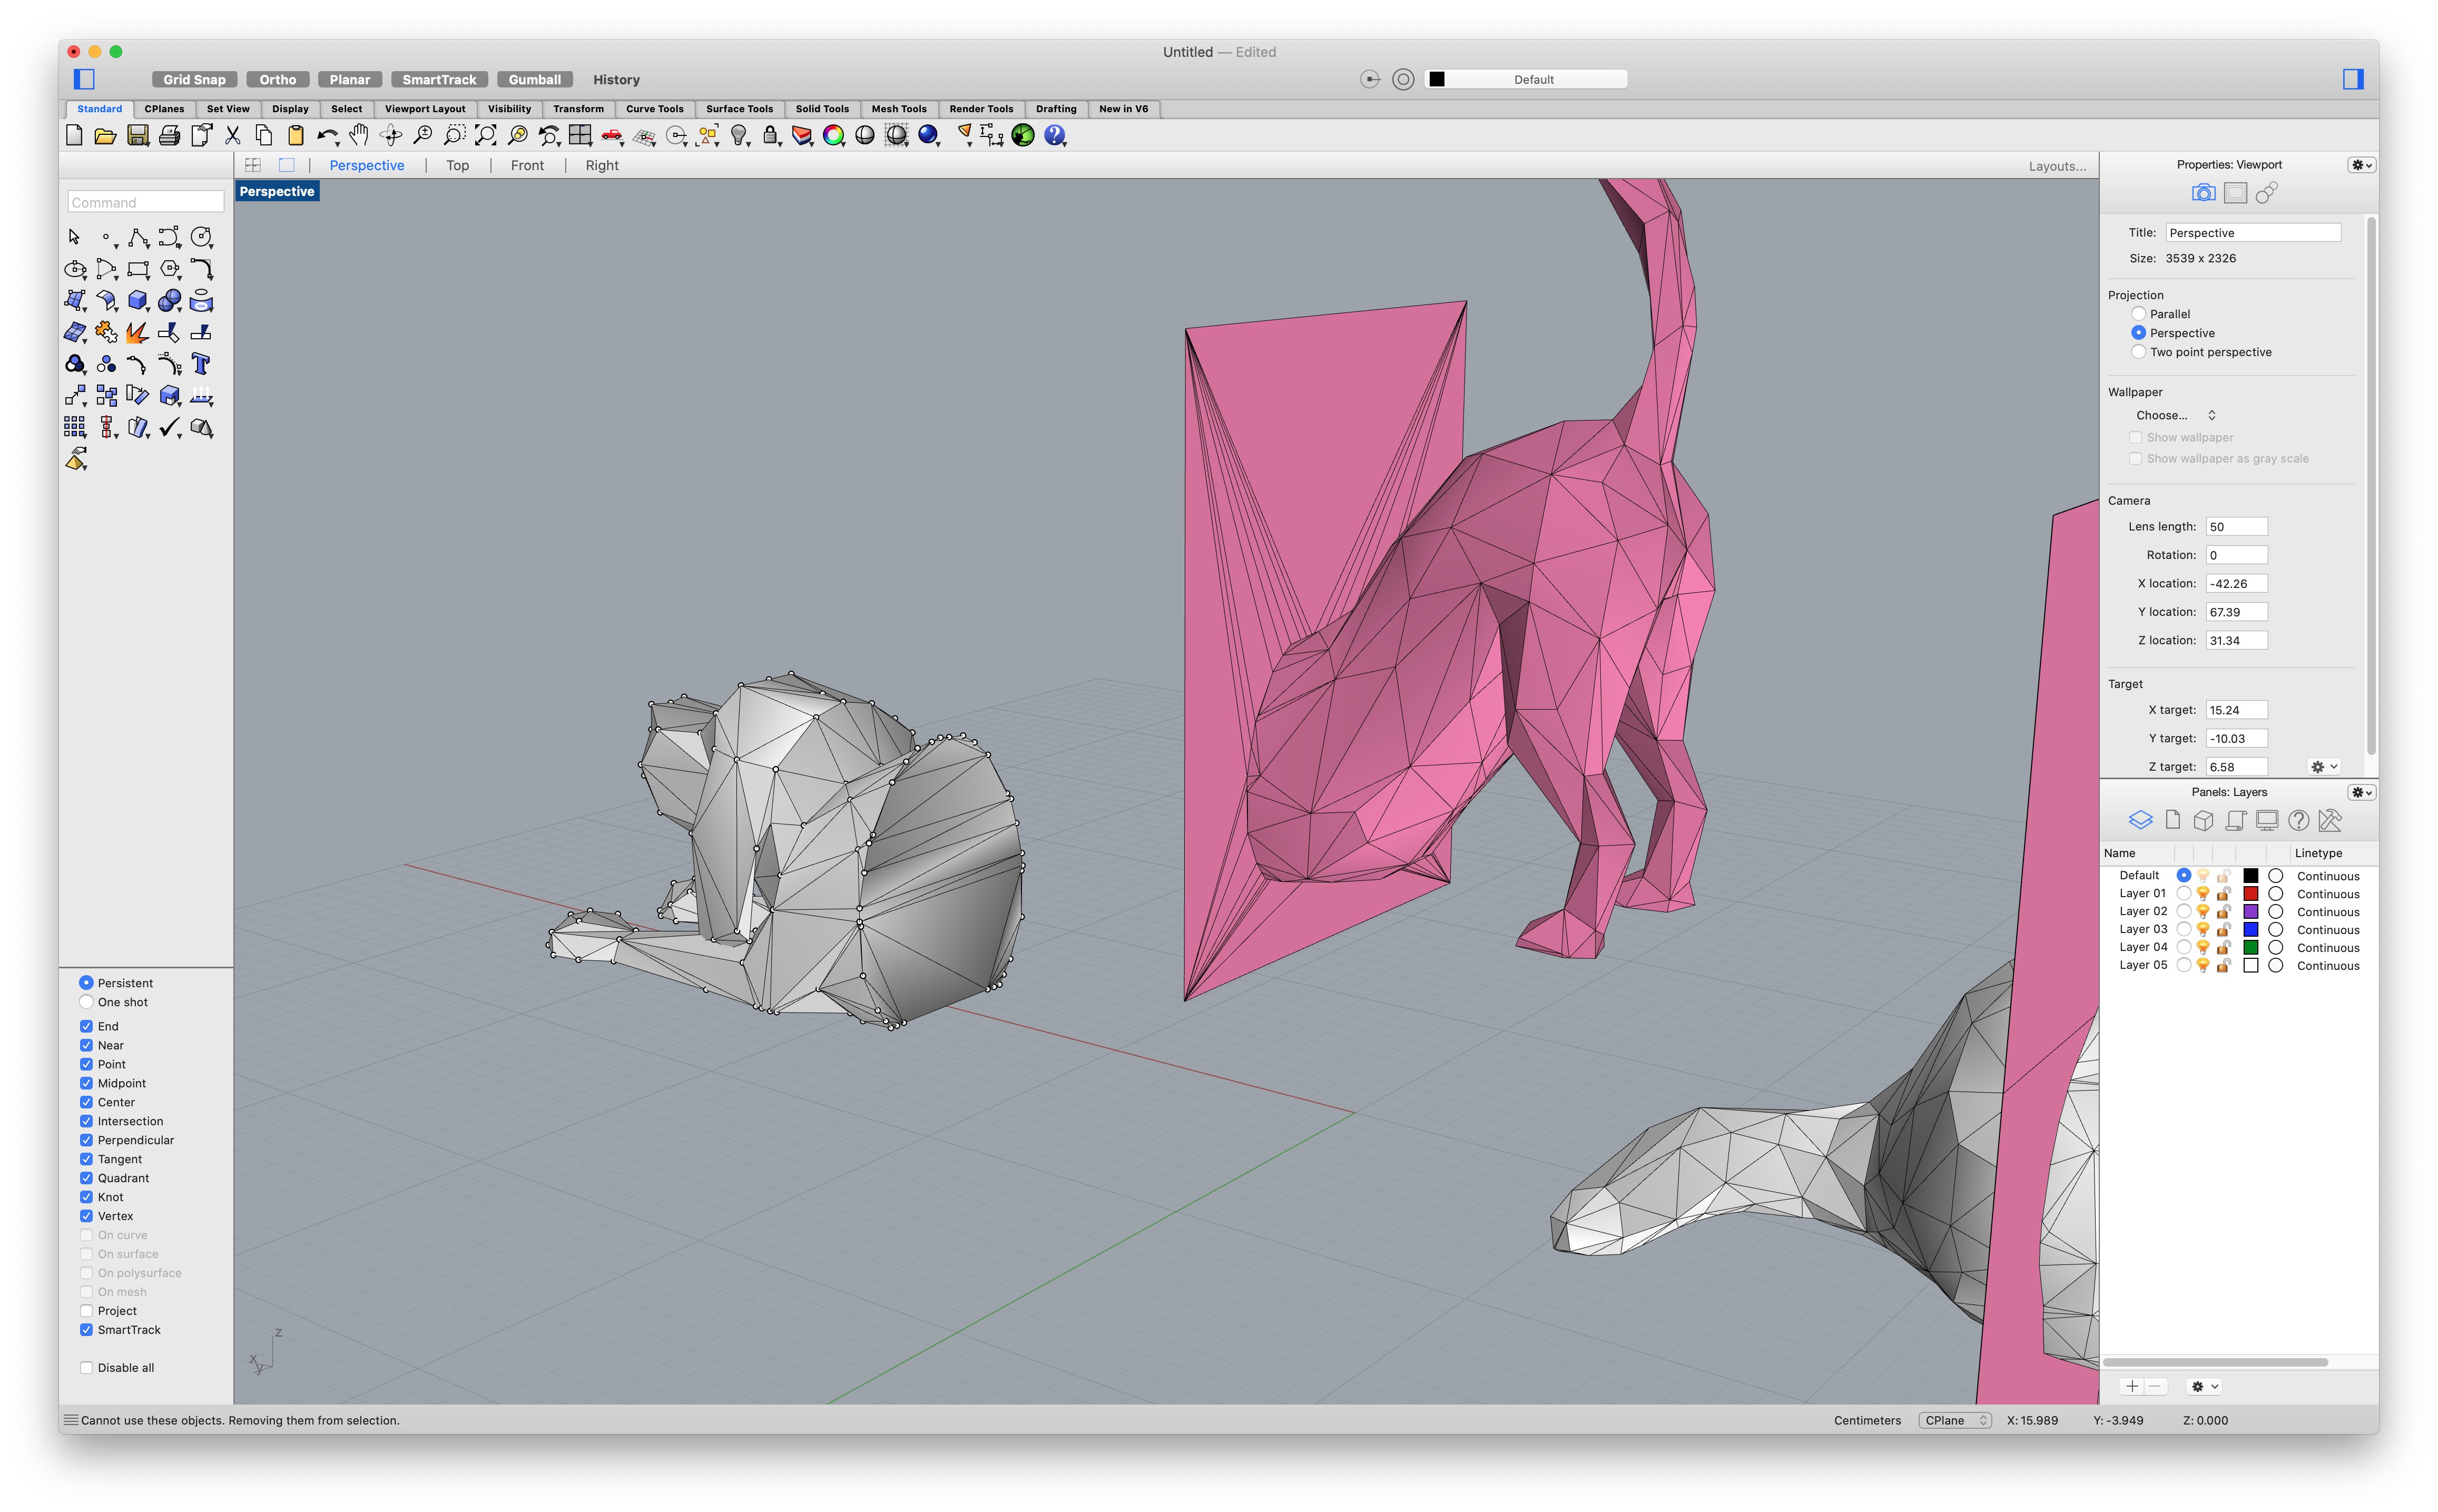 Untitled — Edited
Grid Snap Ortho Planar SmartTrack Gumball History Default
Standard CPlanes Set View Display Select Viewport Layout Visibility Transform Curve Tools Surface Tools Solid Tools Mesh Tools Render Tools Drafting New in V6
Perspective | Top | Front | Right Layouts...
Perspective
Command
Persistent
One shot
End
Near
Point
Midpoint
Center
Intersection
Perpendicular
Tangent
Quadrant
Knot
Vertex
On curve
On surface
On polysurface
On mesh
Project
SmartTrack
Disable all
z
x
y
Properties: Viewport
Title: Perspective
Size: 3539 x 2326
Projection
Parallel
Perspective
Two point perspective
Wallpaper
Choose...
Show wallpaper
Show wallpaper as gray scale
Camera
Lens length: 50
Rotation: 0
X location: -42.26
Y location: 67.39
Z location: 31.34
Target
X target: 15.24
Y target: -10.03
Z target: 6.58
Panels: Layers
Name Linetype
Default Continuous
Layer 01 Continuous
Layer 02 Continuous
Layer 03 Continuous
Layer 04 Continuous
Layer 05 Continuous
Cannot use these objects. Removing them from selection.
Centimeters CPlane X: 15.989 Y: -3.949 Z: 0.000